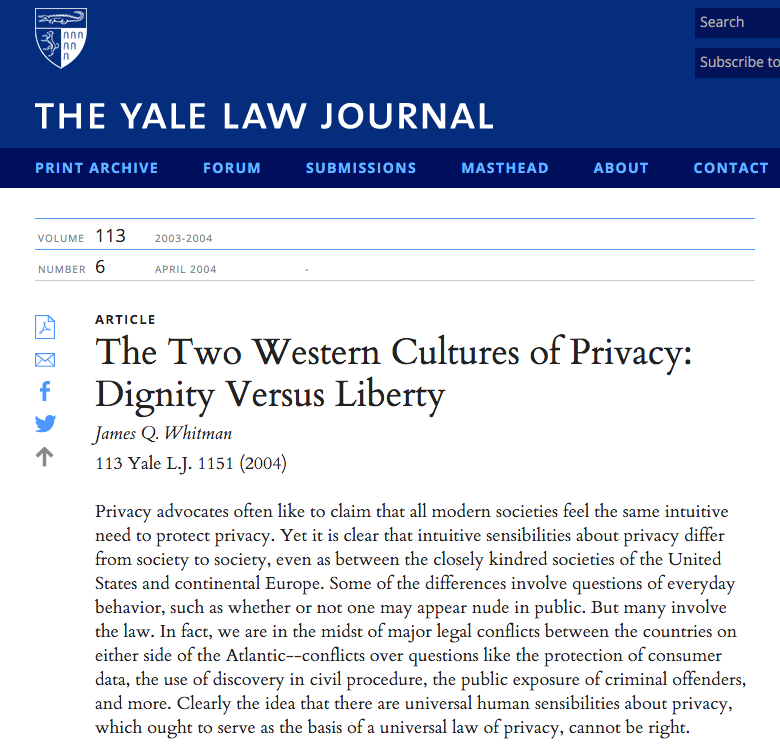 Search
Subscribe to
THE YALE LAW JOURNAL
PRINT ARCHIVE FORUM SUBMISSIONS MASTHEAD ABOUT CONTACT
VOLUME 113 2003-2004
NUMBER 6 APRIL 2004 -
ARTICLE
The Two Western Cultures of Privacy:
Dignity Versus Liberty
James Q. Whitman
113 Yale L.J. 1151 (2004)
Privacy advocates often like to claim that all modern societies feel the same intuitive
need to protect privacy. Yet it is clear that intuitive sensibilities about privacy differ
from society to society, even as between the closely kindred societies of the United
States and continental Europe. Some of the differences involve questions of everyday
behavior, such as whether or not one may appear nude in public. But many involve
the law. In fact, we are in the midst of major legal conflicts between the countries on
either side of the Atlantic--conflicts over questions like the protection of consumer
data, the use of discovery in civil procedure, the public exposure of criminal offenders,
and more. Clearly the idea that there are universal human sensibilities about privacy,
which ought to serve as the basis of a universal law of privacy, cannot be right.